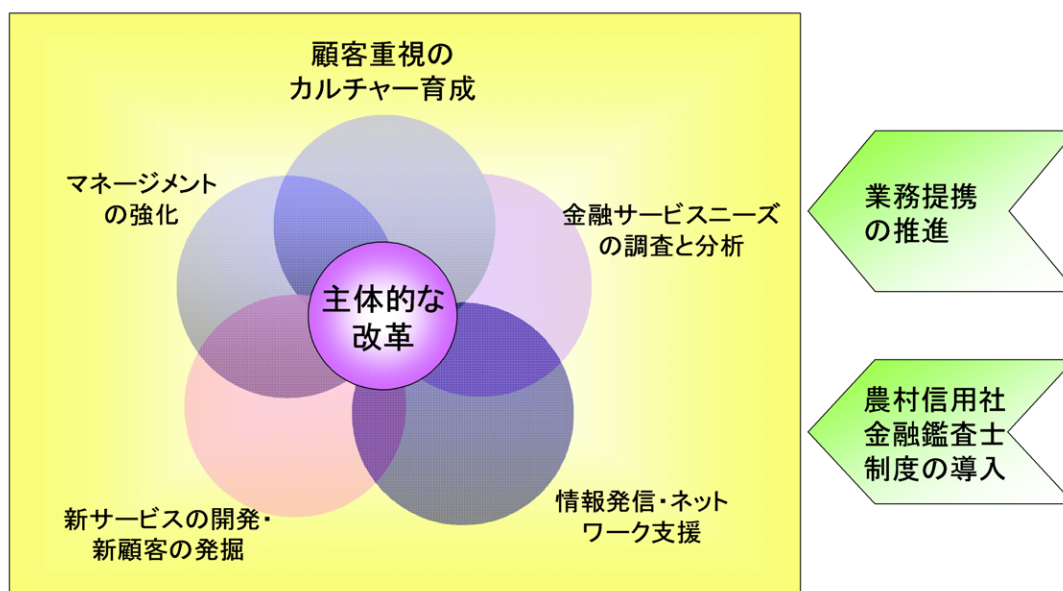 顧客重視の
カルチャー育成
マネージメント
の強化
金融サービスニーズ
の調査と分析
主体的な
改革
新サービスの開発・
新顧客の発掘
情報発信・ネット
ワーク支援
業務提携
の推進
農村信用社
金融鑑査士
制度の導入